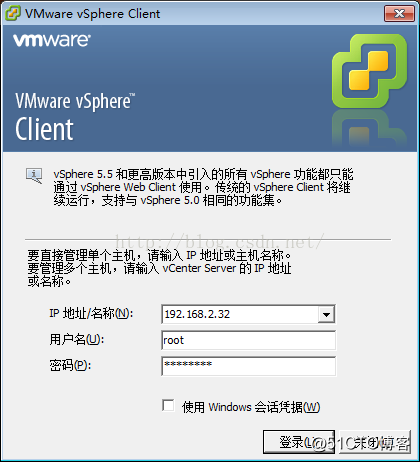 VMware vSphere Client
vmware
VMware vSphere™
Client
vSphere 5.5 和更高版本中引入的所有 vSphere 功能都只能
通过 vSphere Web Client 使用。传统的 vSphere Client 将继
续运行，支持与 vSphere 5.0 相同的功能集。
http://blog.csdn.net/
要直接管理单个主机，请输入 IP 地址或主机名称。
要管理多个主机，请输入 vCenter Server 的 IP 地址
或名称。
IP 地址/名称(N): 192.168.2.32
用户名(U): root
密码(P): ********
使用 Windows 会话凭据(W)
登录(L)
@51CTO博客